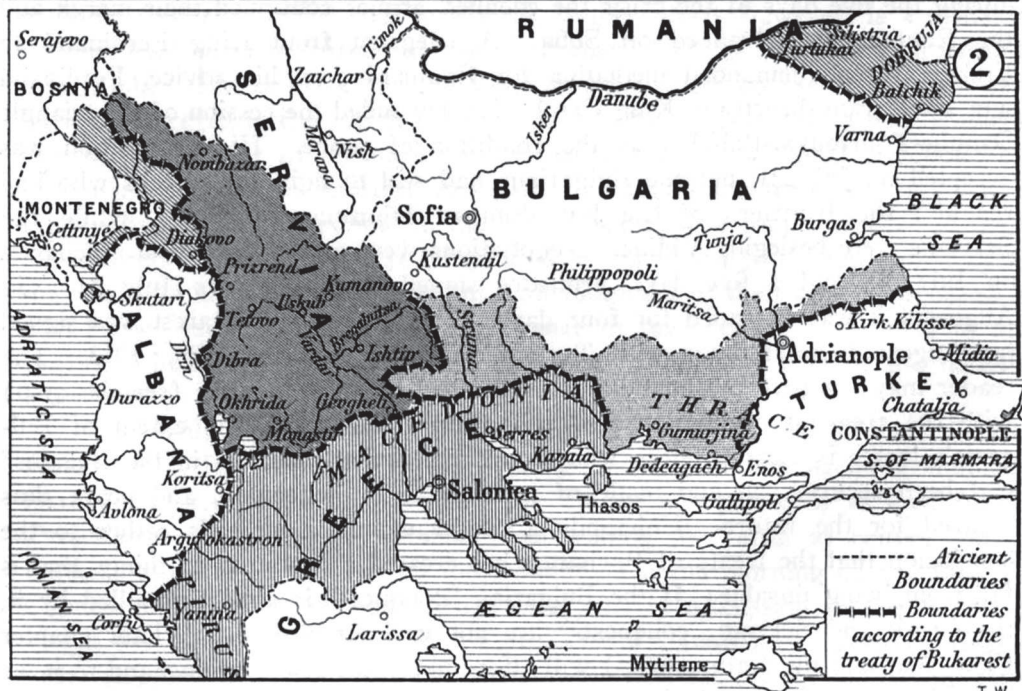 RUMANIA
Silistria
Turtukai
DOBRUJA
Balchik
2
Serajevo
BOSNYA
SERVIA
Zaichar
Timok
Morava
Nish
Danube
Isker
Varna
Novibazar
BULGARIA
Sofia
BLACK
SEA
MONTENEGRO
Cettinye
Diakovo
Burgas
Tunja
Kustendil
Philippopoli
Maritsa
Prizrend
Kumanovo
Skutari
Uskub
Tetovo
Bregalnitsa
Vardar
Ishtip
Struma
Kirk Kilisse
Adrianople
Midia
ADRIATIC SEA
ALBANIA
Drin
Dibra
Durazzo
Okhrida
Gevgheli
Monastir
MACEDONIA
THRACE
TURKEY
Chatalja
CONSTANTINOPLE
S. OF MARMARA
Serres
Kavala
Gumurjina
Dedeagach
Enos
Koritsa
GREECE
Salonica
Thasos
Gallipoli
Avlona
Argyrokastron
IONIAN SEA
EPIRUS
Yanina
Corfu
Larissa
ÆGEAN SEA
Mytilene
Ancient
Boundaries
Boundaries
according to the
treaty of Bukarest
T. W.